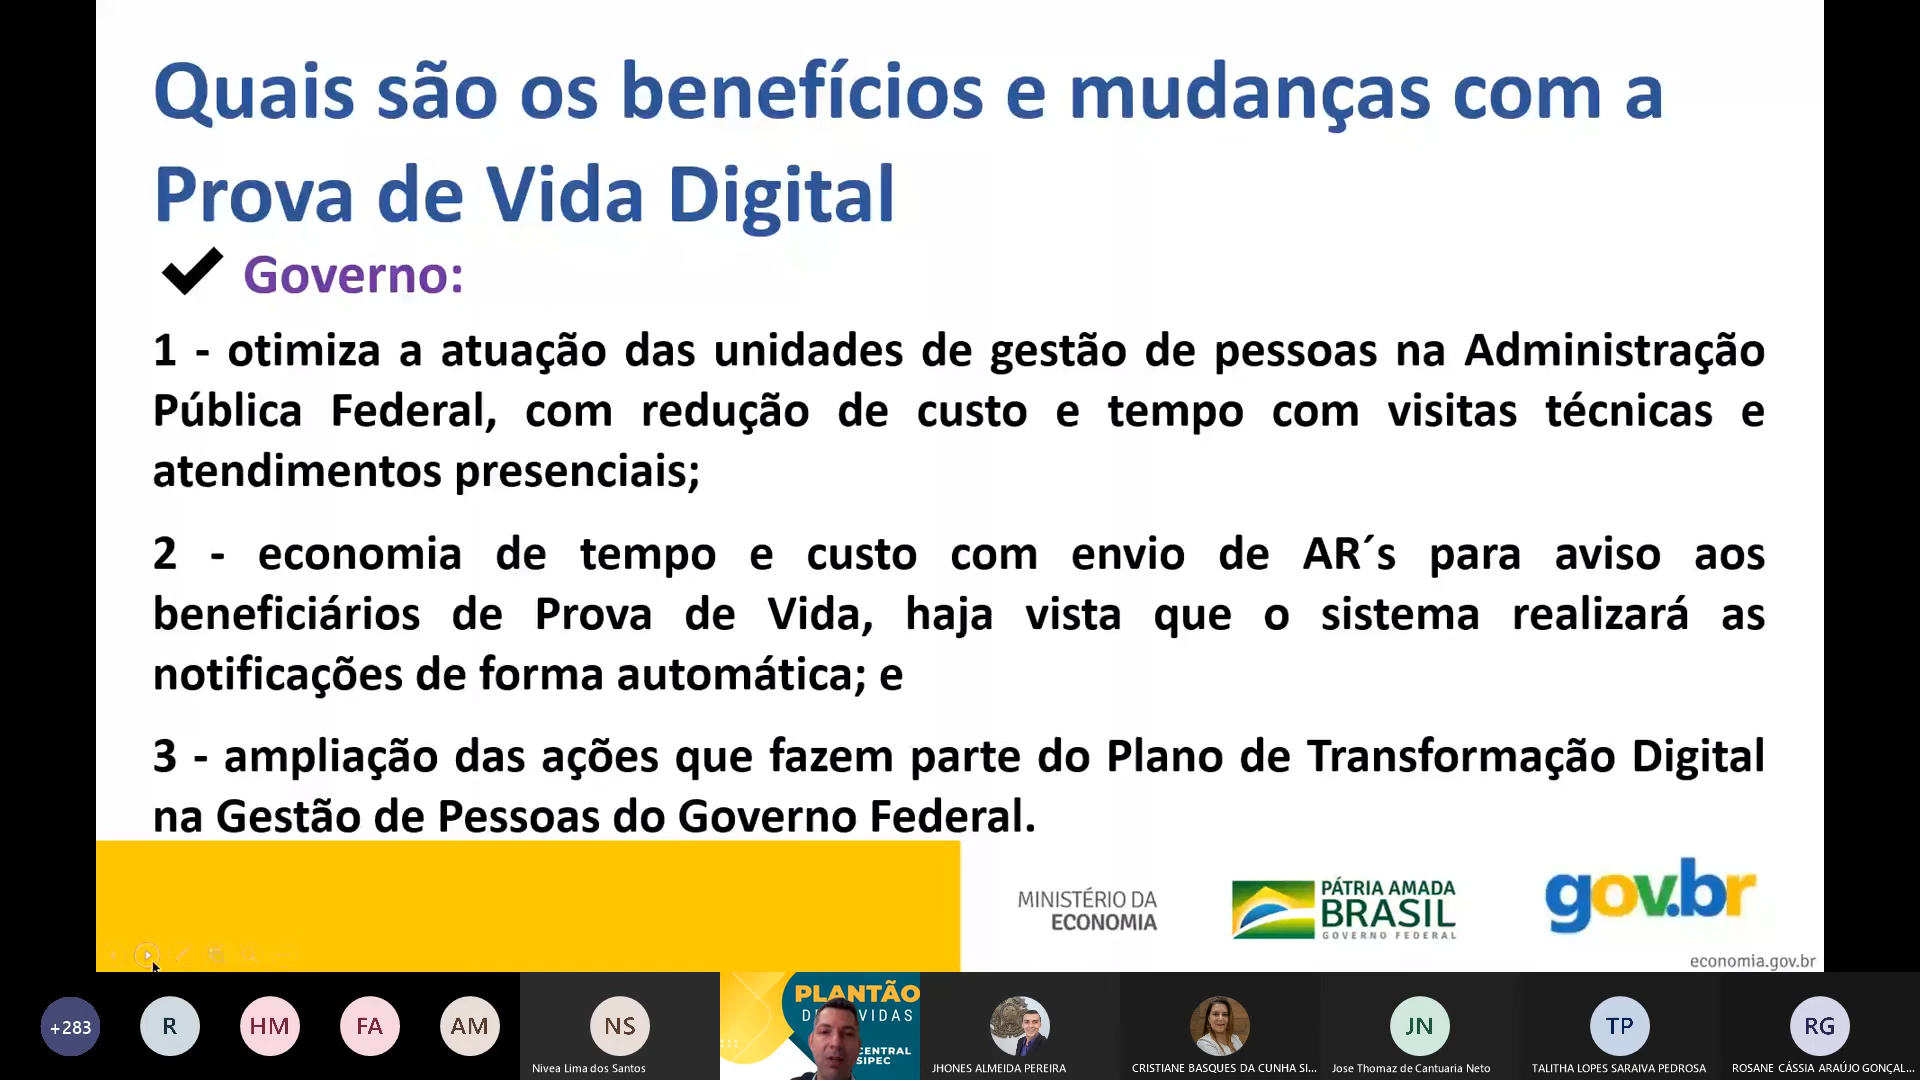 Quais são os benefícios e mudanças com a
Prova de Vida Digital
Governo:
1 - otimiza a atuação das unidades de gestão de pessoas na Administração
Pública Federal, com redução de custo e tempo com visitas técnicas e
atendimentos presenciais;
2 - economia de tempo e custo com envio de AR´s para aviso aos
beneficiários de Prova de Vida, haja vista que o sistema realizará as
notificações de forma automática; e
3 - ampliação das ações que fazem parte do Plano de Transformação Digital
na Gestão de Pessoas do Governo Federal.
MINISTÉRIO DA
ECONOMIA
PÁTRIA AMADA
BRASIL
GOVERNO FEDERAL
gov.br
economia.gov.br
+283
R
HM
FA
AM
NS
Nivea Lima dos Santos
PLANTÃO
CENTRAL
SIPEC
JHONES ALMEIDA PEREIRA
CRISTIANE BASQUES DA CUNHA SI...
JN
Jose Thomaz de Cantuaria Neto
TP
TALITHA LOPES SARAIVA PEDROSA
RG
ROSANE CÁSSIA ARAÚJO GONÇAL...